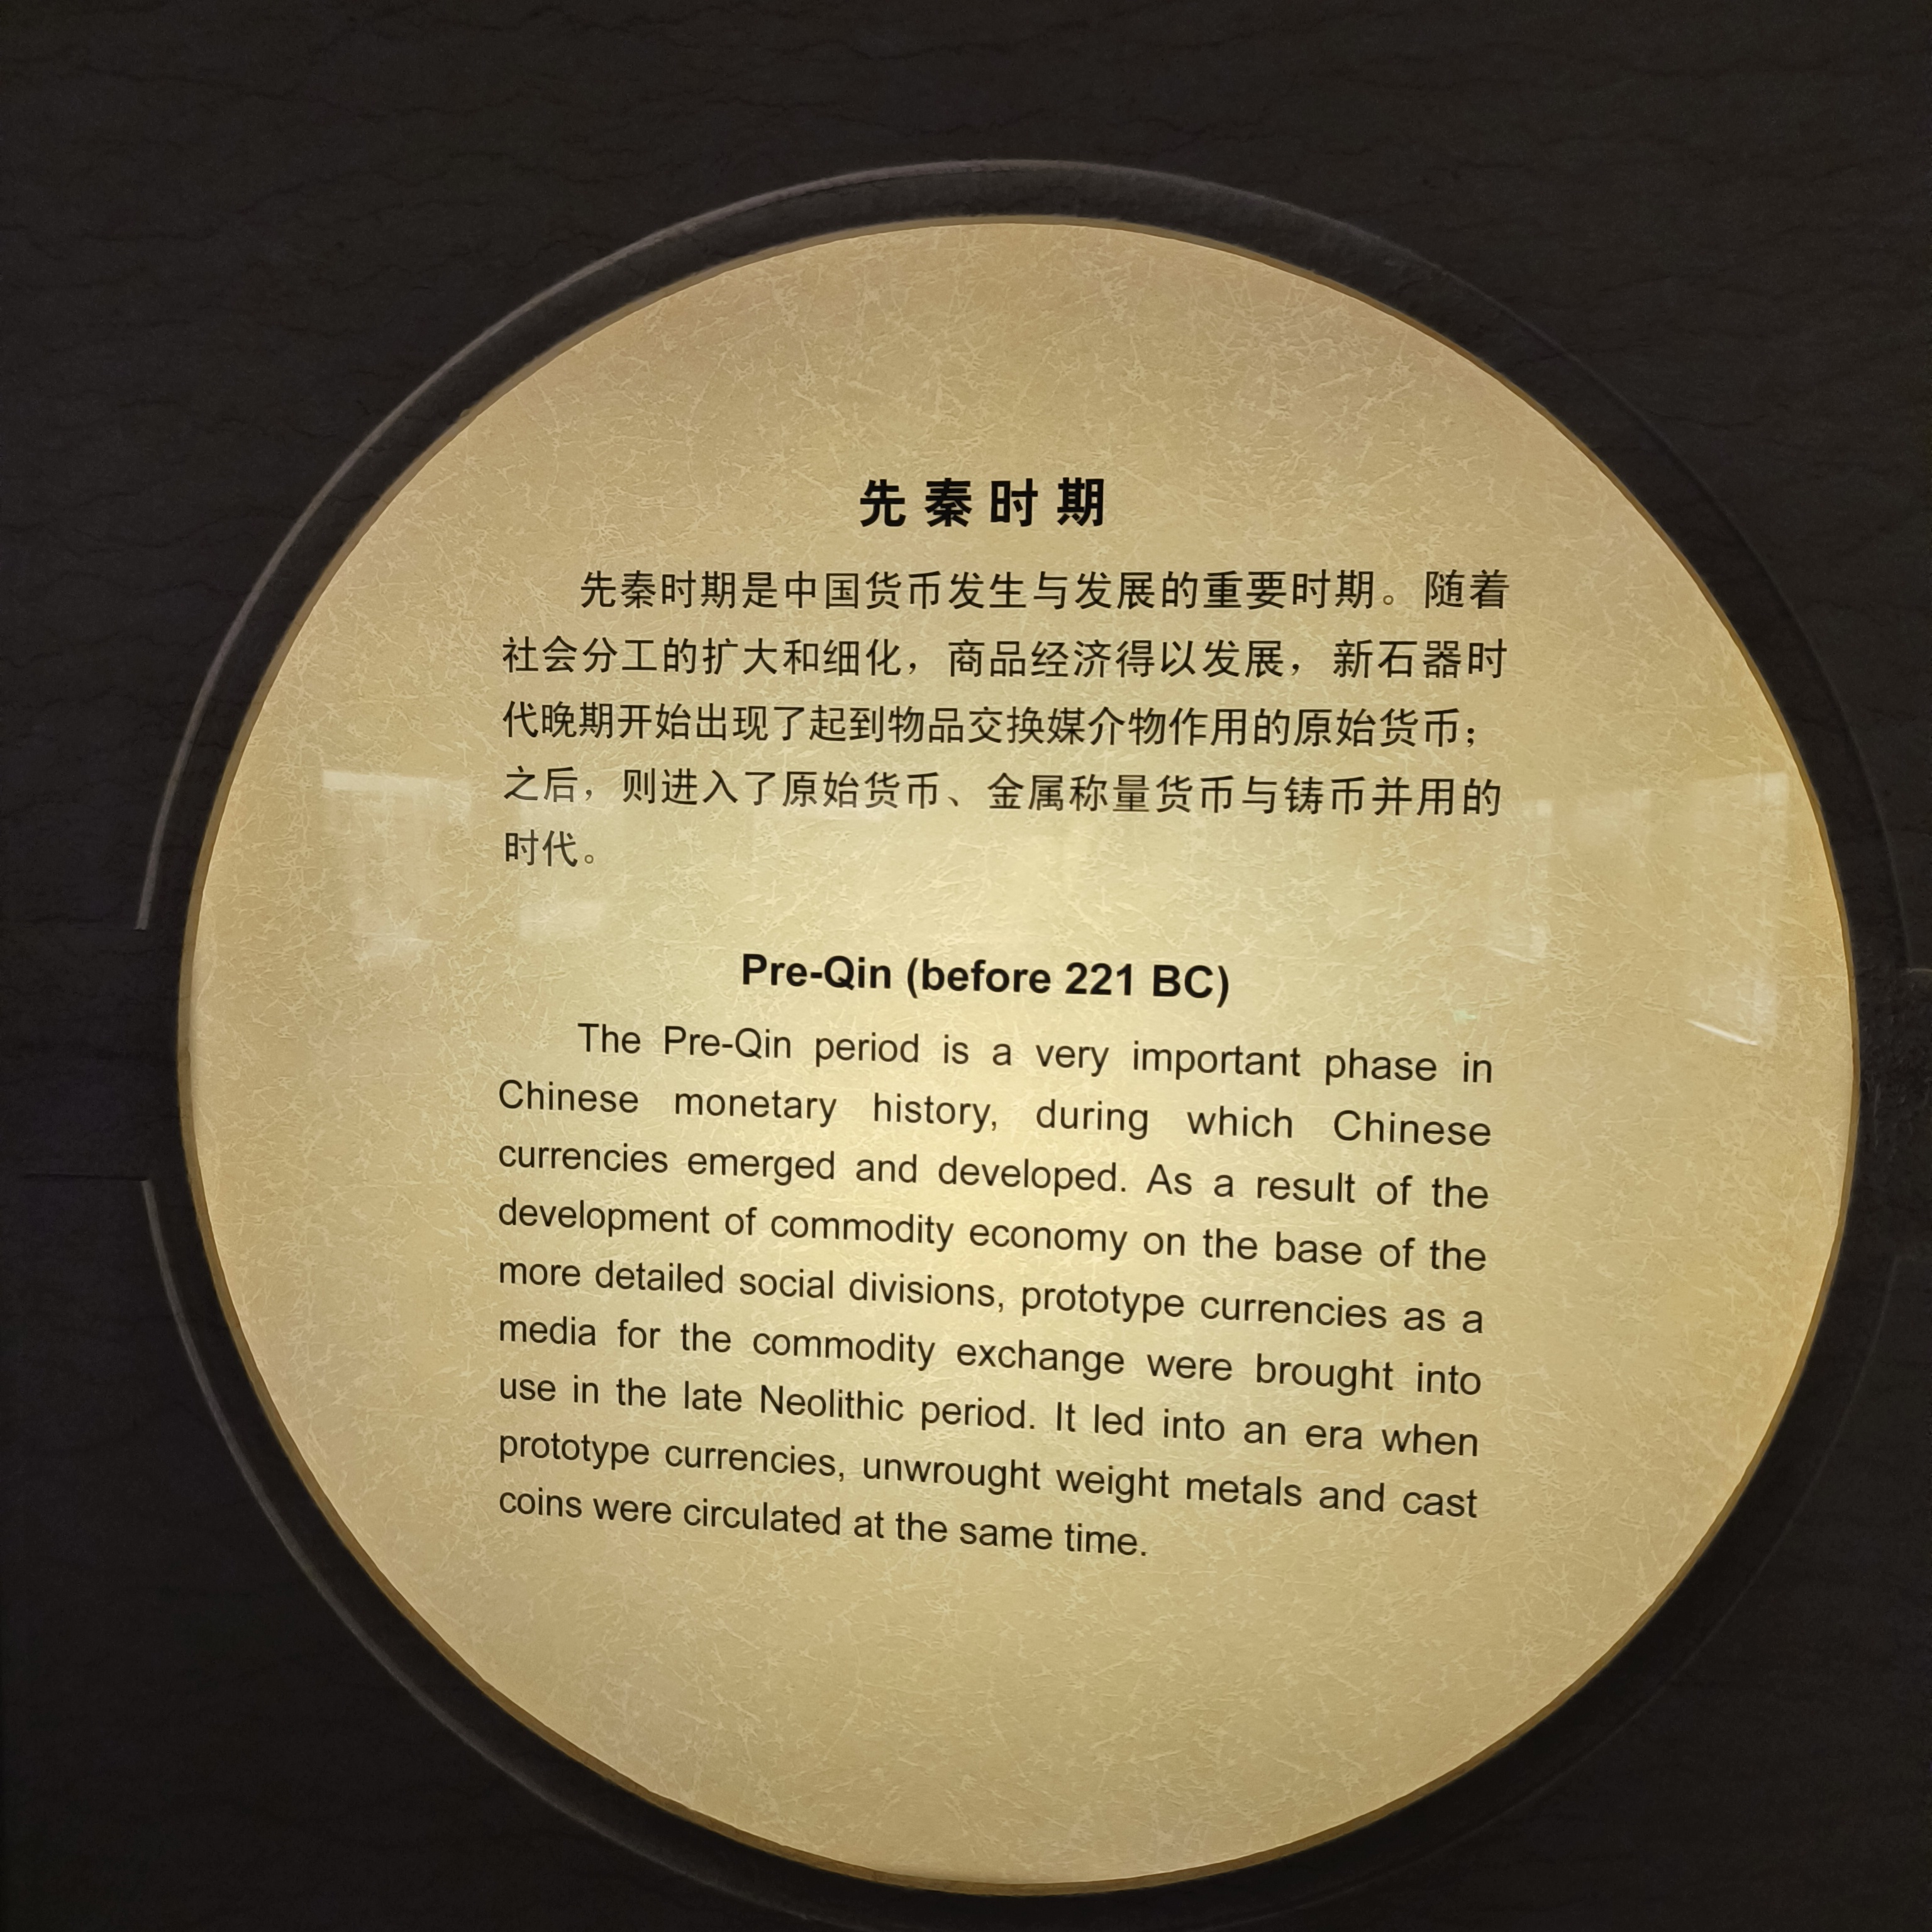 先秦时期
先秦时期是中国货币发生与发展的重要时期。随着
社会分工的扩大和细化，商品经济得以发展，新石器时
代晚期开始出现了起到物品交换媒介物作用的原始货币；
之后，则进入了原始货币、金属称量货币与铸币并用的
时代。
Pre-Qin (before 221 BC)
The Pre-Qin period is a very important phase in
Chinese monetary history, during which Chinese
currencies emerged and developed. As a result of the
development of commodity economy on the base of the
more detailed social divisions, prototype currencies as a
media for the commodity exchange were brought into
use in the late Neolithic period. It led into an era when
prototype currencies, unwrought weight metals and cast
coins were circulated at the same time.